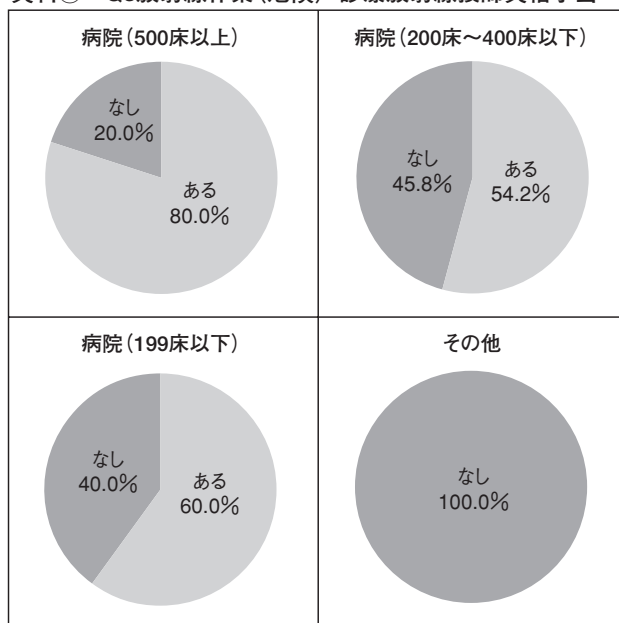 病院(500床以上)
なし
20.0%
ある
80.0%
病院(200床～400床以下)
なし
45.8%
ある
54.2%
病院(199床以下)
なし
40.0%
ある
60.0%
その他
なし
100.0%